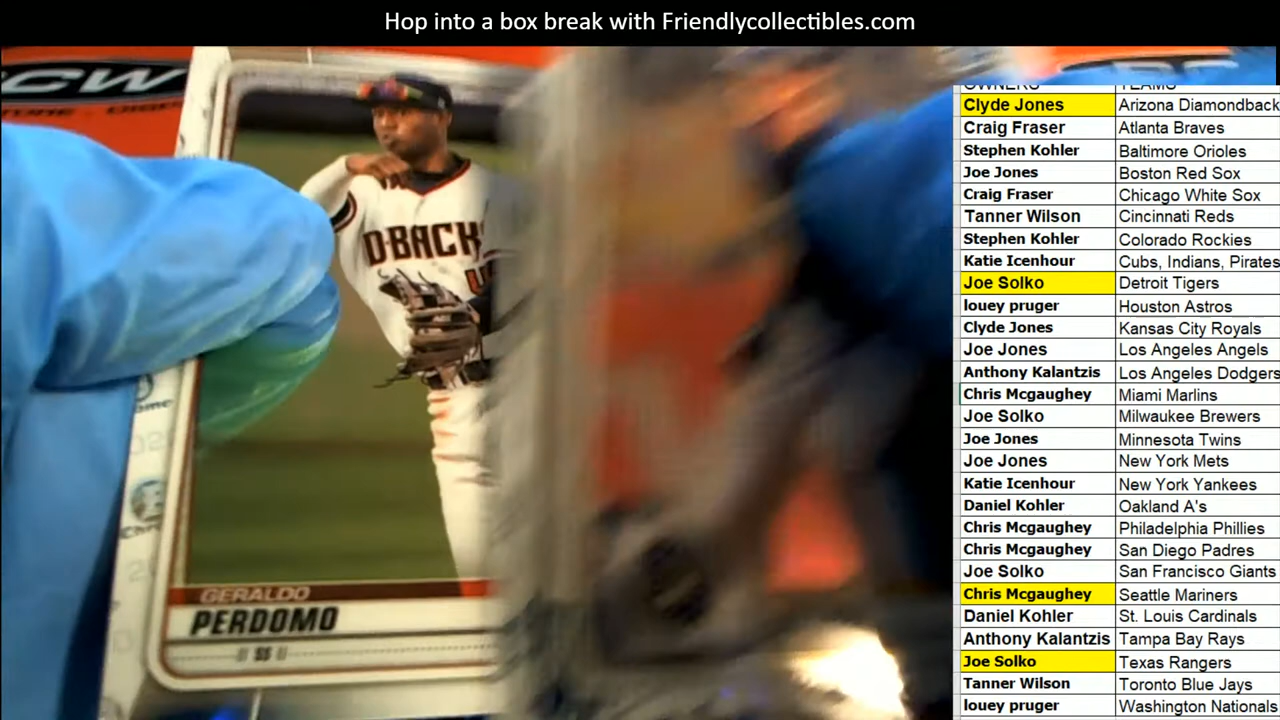 Hop into a box break with Friendlycollectibles.com
CW
D·BACK
GERALDO
PERDOMO
SS
OWNERS TEAMS
Clyde Jones Arizona Diamondback
Craig Fraser Atlanta Braves
Stephen Kohler Baltimore Orioles
Joe Jones Boston Red Sox
Craig Fraser Chicago White Sox
Tanner Wilson Cincinnati Reds
Stephen Kohler Colorado Rockies
Katie Icenhour Cubs, Indians, Pirates
Joe Solko Detroit Tigers
louey pruger Houston Astros
Clyde Jones Kansas City Royals
Joe Jones Los Angeles Angels
Anthony Kalantzis Los Angeles Dodgers
Chris Mcgaughey Miami Marlins
Joe Solko Milwaukee Brewers
Joe Jones Minnesota Twins
Joe Jones New York Mets
Katie Icenhour New York Yankees
Daniel Kohler Oakland A's
Chris Mcgaughey Philadelphia Phillies
Chris Mcgaughey San Diego Padres
Joe Solko San Francisco Giants
Chris Mcgaughey Seattle Mariners
Daniel Kohler St. Louis Cardinals
Anthony Kalantzis Tampa Bay Rays
Joe Solko Texas Rangers
Tanner Wilson Toronto Blue Jays
louey pruger Washington Nationals